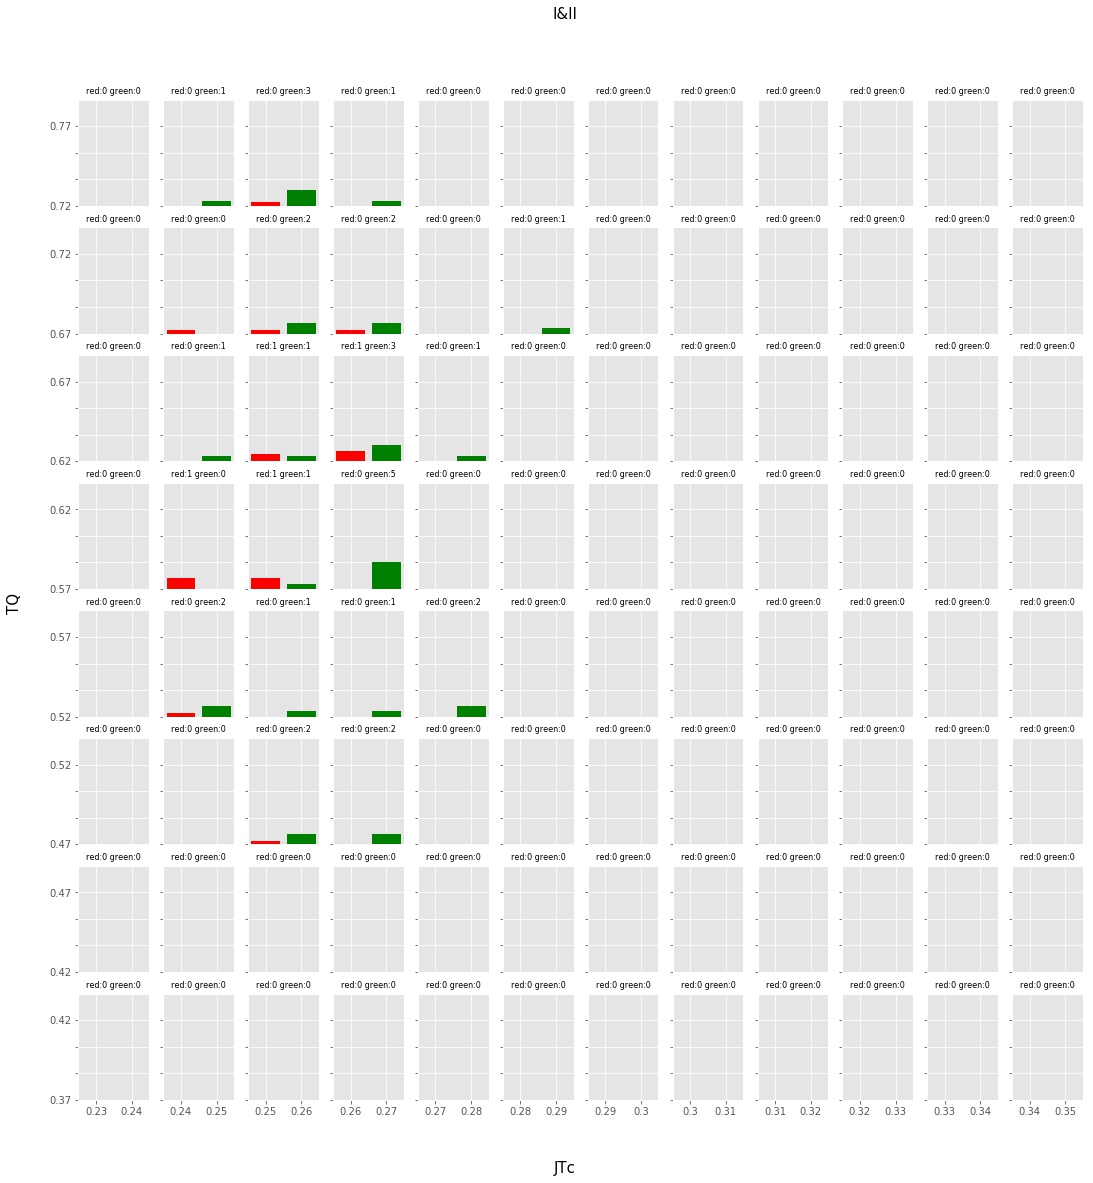 I&II
red:0 green:0 red:0 green:1 red:0 green:3 red:0 green:1 red:0 green:0 red:0 green:0 red:0 green:0 red:0 green:0 red:0 green:0 red:0 green:0 red:0 green:0 red:0 green:0
0.77
0.72
red:0 green:0 red:0 green:0 red:0 green:2 red:0 green:2 red:0 green:0 red:0 green:1 red:0 green:0 red:0 green:0 red:0 green:0 red:0 green:0 red:0 green:0 red:0 green:0
0.72
0.67
red:0 green:0 red:0 green:1 red:1 green:1 red:1 green:3 red:0 green:1 red:0 green:0 red:0 green:0 red:0 green:0 red:0 green:0 red:0 green:0 red:0 green:0 red:0 green:0
0.67
0.62
red:0 green:0 red:1 green:0 red:1 green:1 red:0 green:5 red:0 green:0 red:0 green:0 red:0 green:0 red:0 green:0 red:0 green:0 red:0 green:0 red:0 green:0 red:0 green:0
0.62
0.57
TQ
red:0 green:0 red:0 green:2 red:0 green:1 red:0 green:1 red:0 green:2 red:0 green:0 red:0 green:0 red:0 green:0 red:0 green:0 red:0 green:0 red:0 green:0 red:0 green:0
0.57
0.52
red:0 green:0 red:0 green:0 red:0 green:2 red:0 green:2 red:0 green:0 red:0 green:0 red:0 green:0 red:0 green:0 red:0 green:0 red:0 green:0 red:0 green:0 red:0 green:0
0.52
0.47
red:0 green:0 red:0 green:0 red:0 green:0 red:0 green:0 red:0 green:0 red:0 green:0 red:0 green:0 red:0 green:0 red:0 green:0 red:0 green:0 red:0 green:0 red:0 green:0
0.47
0.42
red:0 green:0 red:0 green:0 red:0 green:0 red:0 green:0 red:0 green:0 red:0 green:0 red:0 green:0 red:0 green:0 red:0 green:0 red:0 green:0 red:0 green:0 red:0 green:0
0.42
0.37
0.23 0.24 0.24 0.25 0.25 0.26 0.26 0.27 0.27 0.28 0.28 0.29 0.29 0.3 0.3 0.31 0.31 0.32 0.32 0.33 0.33 0.34 0.34 0.35
JTc